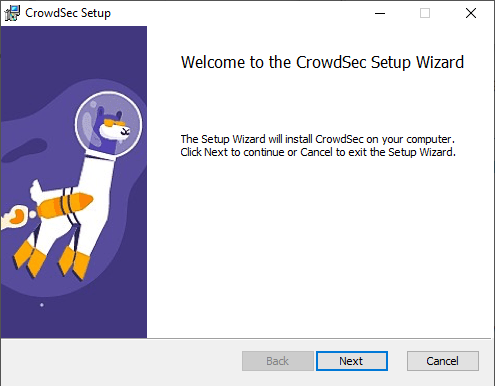 CrowdSec Setup
Welcome to the CrowdSec Setup Wizard
The Setup Wizard will install CrowdSec on your computer.
Click Next to continue or Cancel to exit the Setup Wizard.
Back Next Cancel